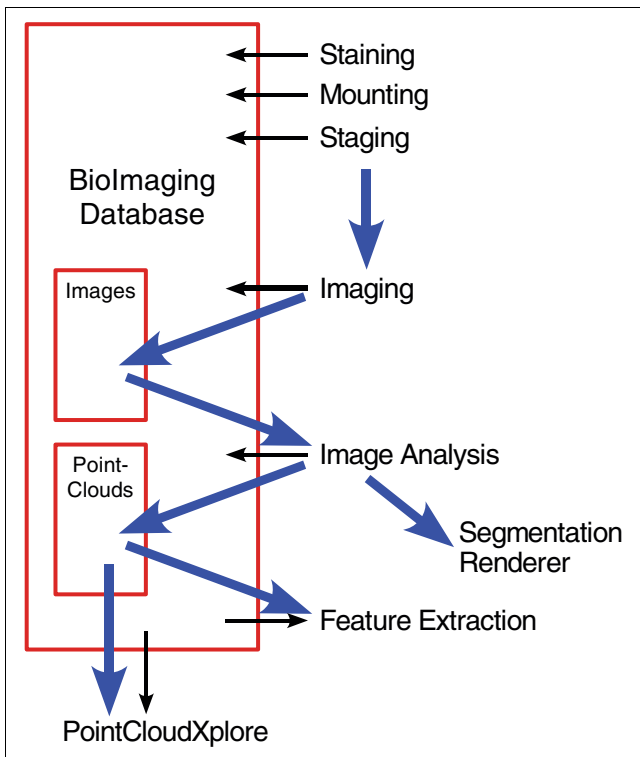 Staining
Mounting
Staging
BioImaging
Database
Images
Imaging
Point-
Clouds
Image Analysis
Segmentation
Renderer
Feature Extraction
PointCloudXplore